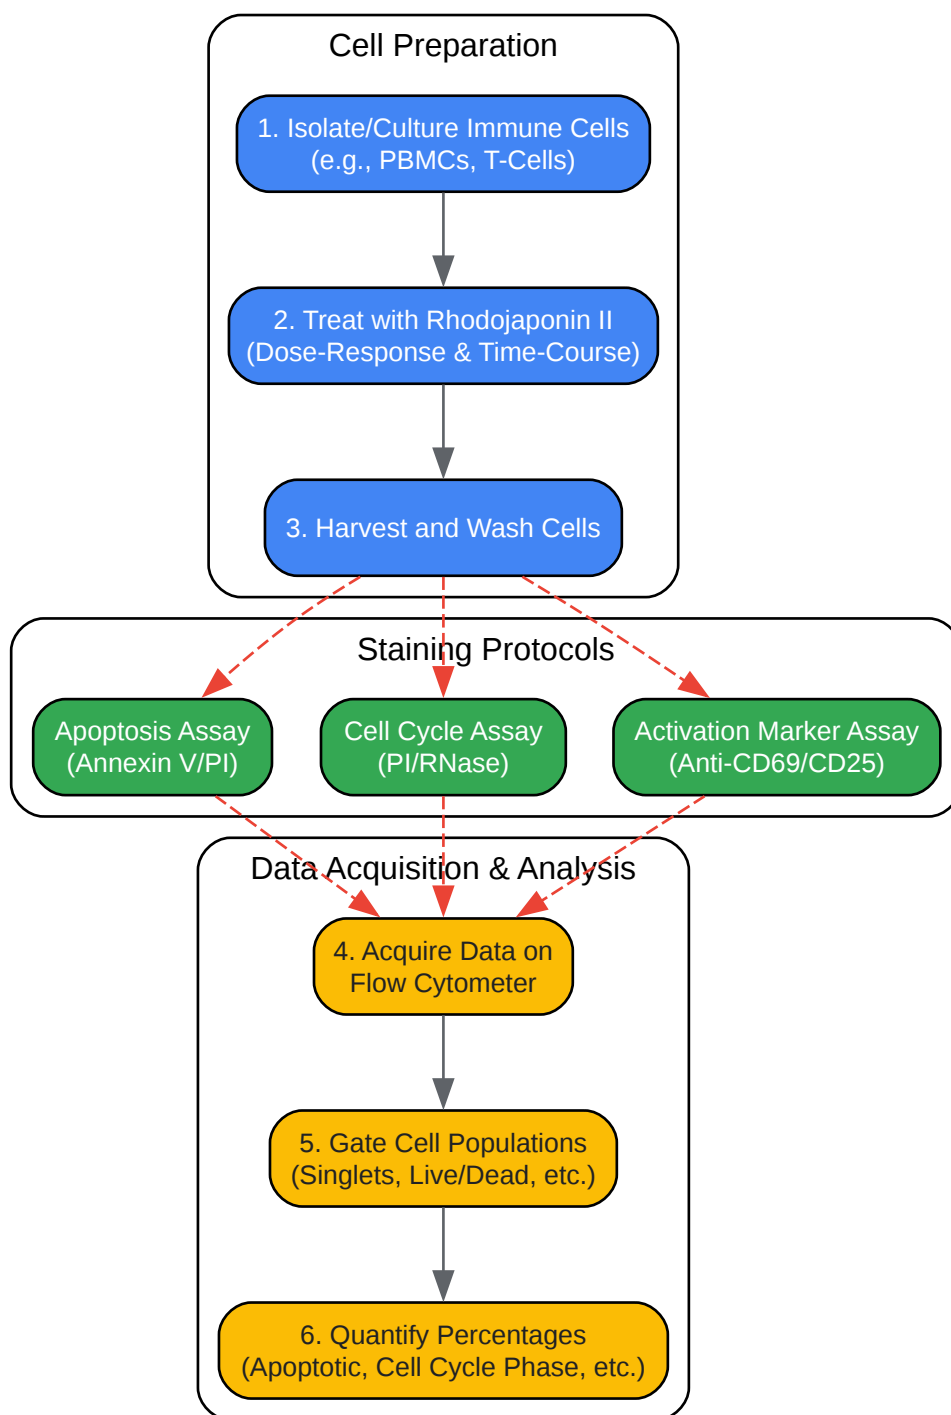 Cell Preparation
1. Isolate/Culture Immune Cells
(e.g., PBMCs, T-Cells)
2. Treat with Rhodojaponin II
(Dose-Response & Time-Course)
3. Harvest and Wash Cells
Staining Protocols
Apoptosis Assay
(Annexin V/PI)
Cell Cycle Assay
(PI/RNase)
Activation Marker Assay
(Anti-CD69/CD25)
Data Acquisition & Analysis
4. Acquire Data on
Flow Cytometer
5. Gate Cell Populations
(Singlets, Live/Dead, etc.)
6. Quantify Percentages
(Apoptotic, Cell Cycle Phase, etc.)